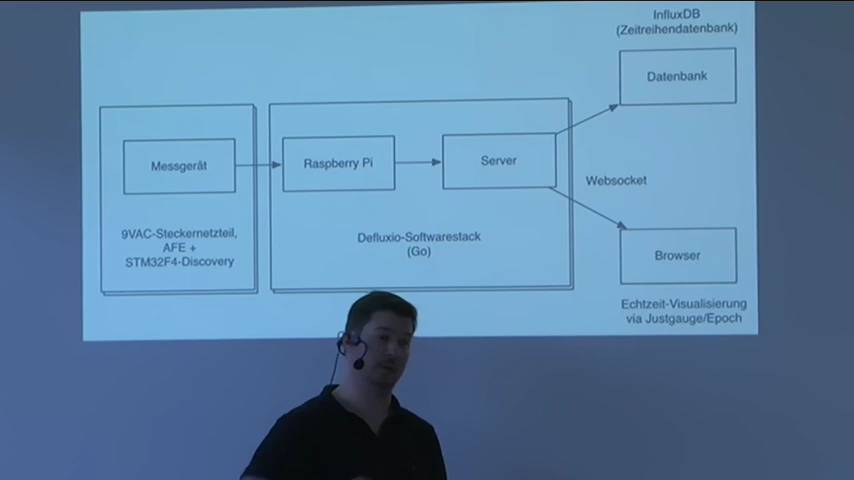 InfluxDB
(Zeitreihendatenbank)
Datenbank
Messgerät
Raspberry Pi
Server
Websocket
9VAC-Steckernetzteil,
AFE +
STM32F4-Discovery
Defluxio-Softwarestack
(Go)
Browser
Echtzeit-Visualisierung
via Justgauge/Epoch